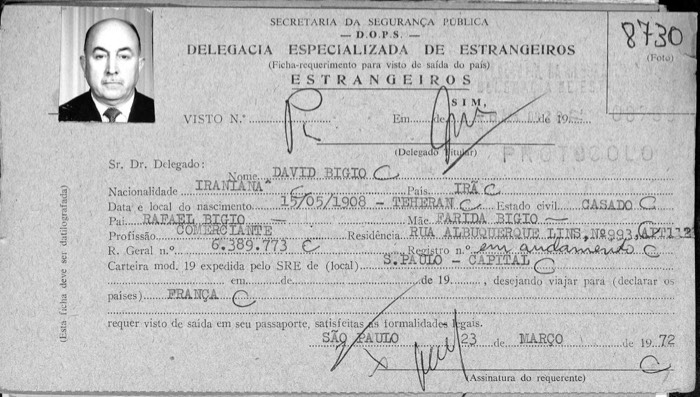 SECRETARIA DA SEGURANÇA PÚBLICA
— D.O.P.S. —
DELEGACIA ESPECIALIZADA DE ESTRANGEIROS
(Ficha-requerimento para visto de saída do país)
ESTRANGEIROS
8730
(Foto)
SIM,
VISTO N.º Em de de 19
(Delegado Titular)
PROTOCOLO
Sr. Dr. Delegado:
Nome DAVID BIGIO C
Nacionalidade IRANIANA C País IRÃ C
Data e local do nascimento 15/05/1908 - TEHERAN C Estado civil CASADO C
Pai RAFAEL BIGIO — Mãe FARIDA BIGIO —
Profissão COMERCIANTE Residência RUA ALBUQUERQUE LINS, Nº993,
R. Geral n.º 6.389.773 C Registro n.º em andamento C
Carteira mod. 19 expedida pelo SRE de (local) S.PAULO - CAPITAL C
em de de 19 , desejando viajar para (declarar os
países) FRANÇA C
requer visto de saída em seu passaporte, satisfeitas as formalidades legais.
SÃO PAULO 23 de MARÇO de 1972
C
(Assinatura do requerente)
(Esta ficha deve ser datilografada)